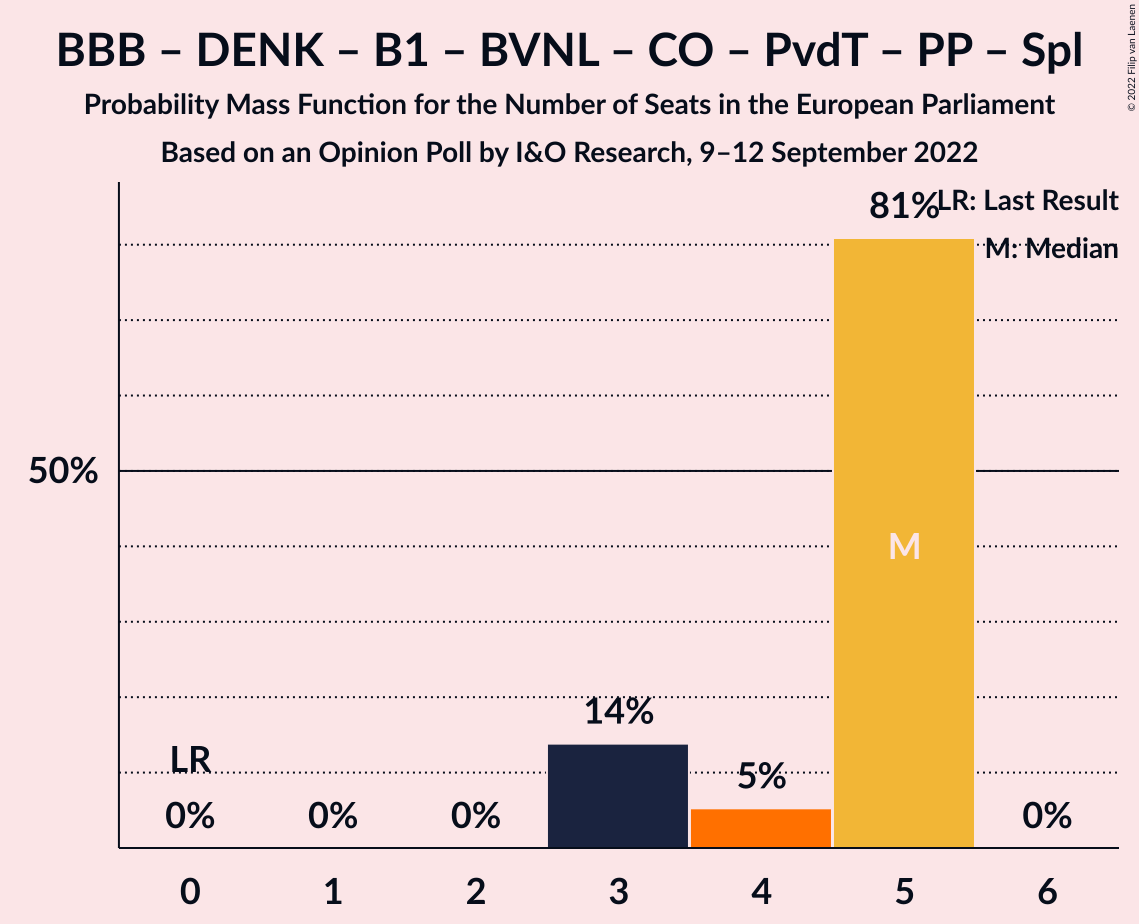 BBB – DENK – B1 – BVNL – CO – PvdT – PP – Spl
Probability Mass Function for the Number of Seats in the European Parliament
Based on an Opinion Poll by I&O Research, 9–12 September 2022
© 2022 Filip van Laenen
LR: Last Result
M: Median
81%
50%
M
14%
LR
5%
0%
0%
0%
0%
0
1
2
3
4
5
6